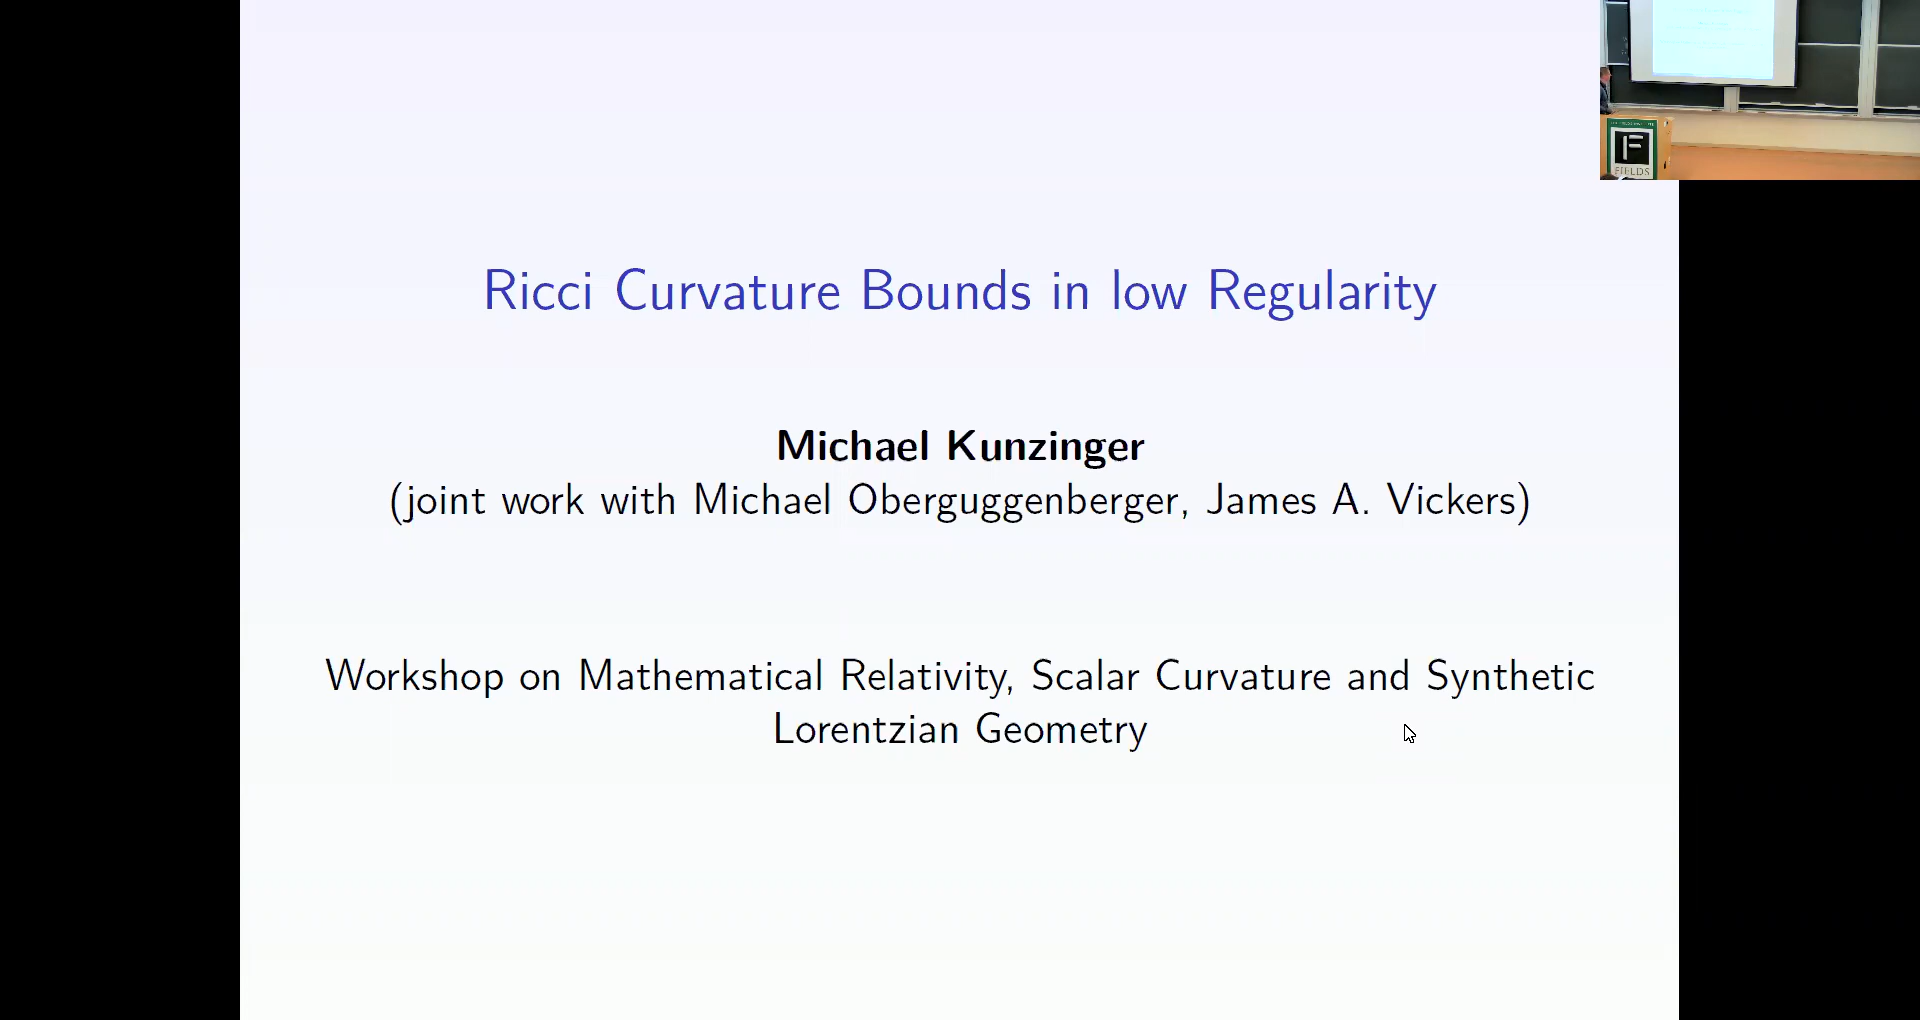 Ricci Curvature Bounds in low Regularity
Michael Kunzinger
(joint work with Michael Oberguggenberger, James A. Vickers)
Workshop on Mathematical Relativity, Scalar Curvature and Synthetic
Lorentzian Geometry
F
FIELDS